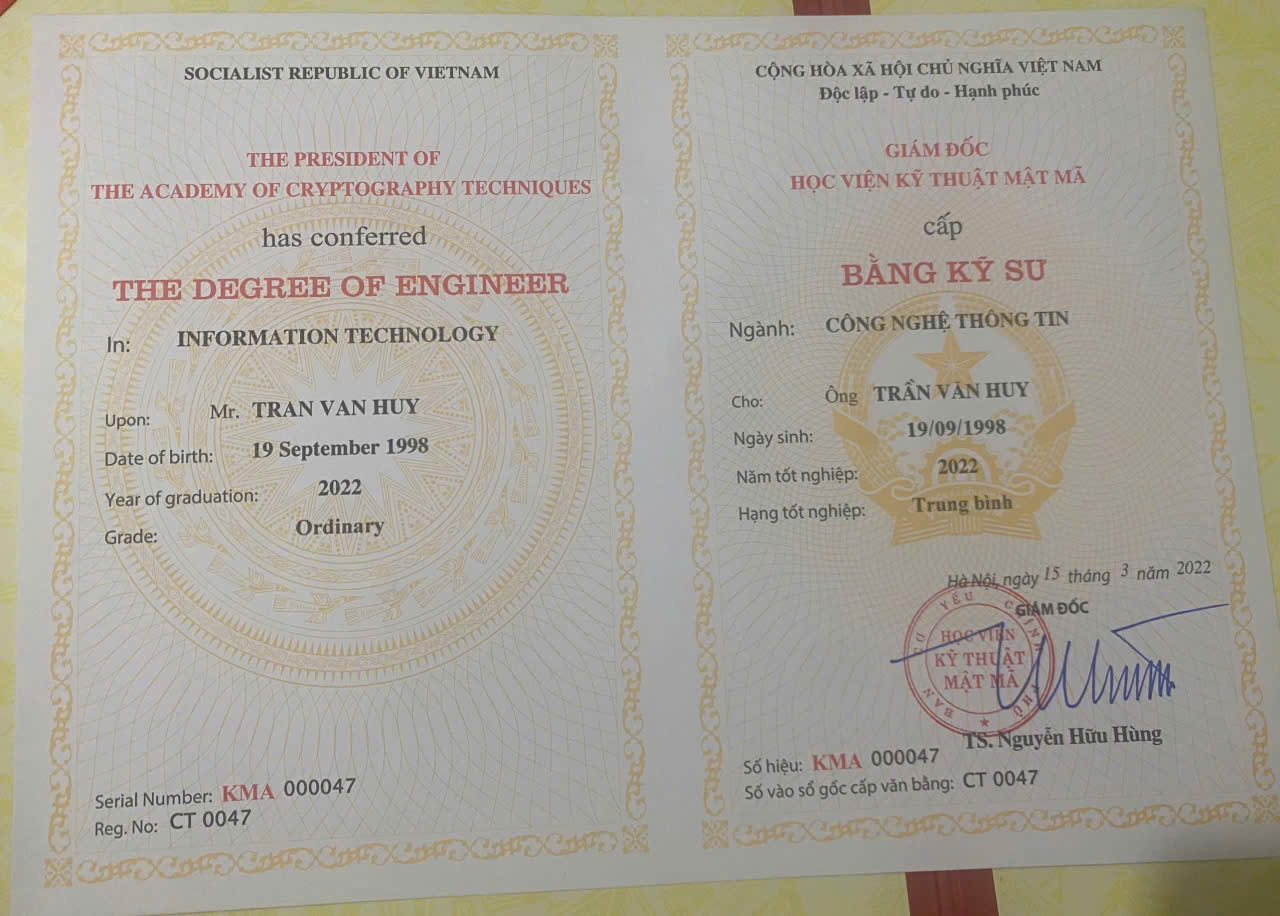 SOCIALIST REPUBLIC OF VIETNAM
THE PRESIDENT OF
THE ACADEMY OF CRYPTOGRAPHY TECHNIQUES
has conferred
THE DEGREE OF ENGINEER
In: INFORMATION TECHNOLOGY
Upon: Mr. TRAN VAN HUY
Date of birth: 19 September 1998
Year of graduation: 2022
Grade: Ordinary
Serial Number: KMA 000047
Reg. No: CT 0047
CỘNG HÒA XÃ HỘI CHỦ NGHĨA VIỆT NAM
Độc lập - Tự do - Hạnh phúc
GIÁM ĐỐC
HỌC VIỆN KỸ THUẬT MẬT MÃ
cấp
BẰNG KỸ SƯ
Ngành: CÔNG NGHỆ THÔNG TIN
Cho: Ông TRẦN VĂN HUY
Ngày sinh: 19/09/1998
Năm tốt nghiệp: 2022
Hạng tốt nghiệp: Trung bình
Hà Nội, ngày 15 tháng 3 năm 2022
GIÁM ĐỐC
BAN CƠ YẾU CHÍNH PHỦ
HỌC VIỆN
KỸ THUẬT
MẬT MÃ
TS. Nguyễn Hữu Hùng
Số hiệu: KMA 000047
Số vào sổ gốc cấp văn bằng: CT 0047